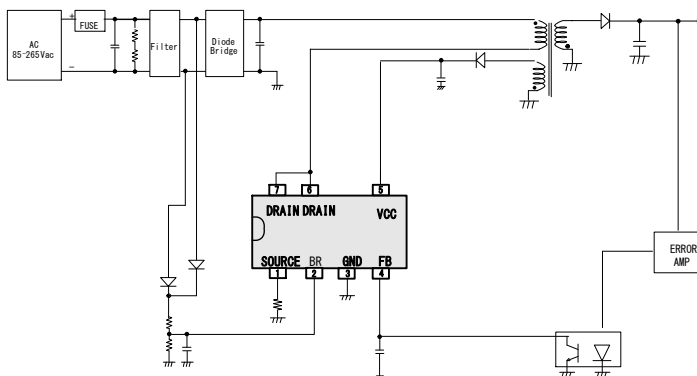 AC
85-265Vac
+
-
FUSE
Filter
Diode
Bridge
7
6
5
DRAIN DRAIN
VCC
SOURCE BR GND FB
1
2
3
4
ERROR
AMP